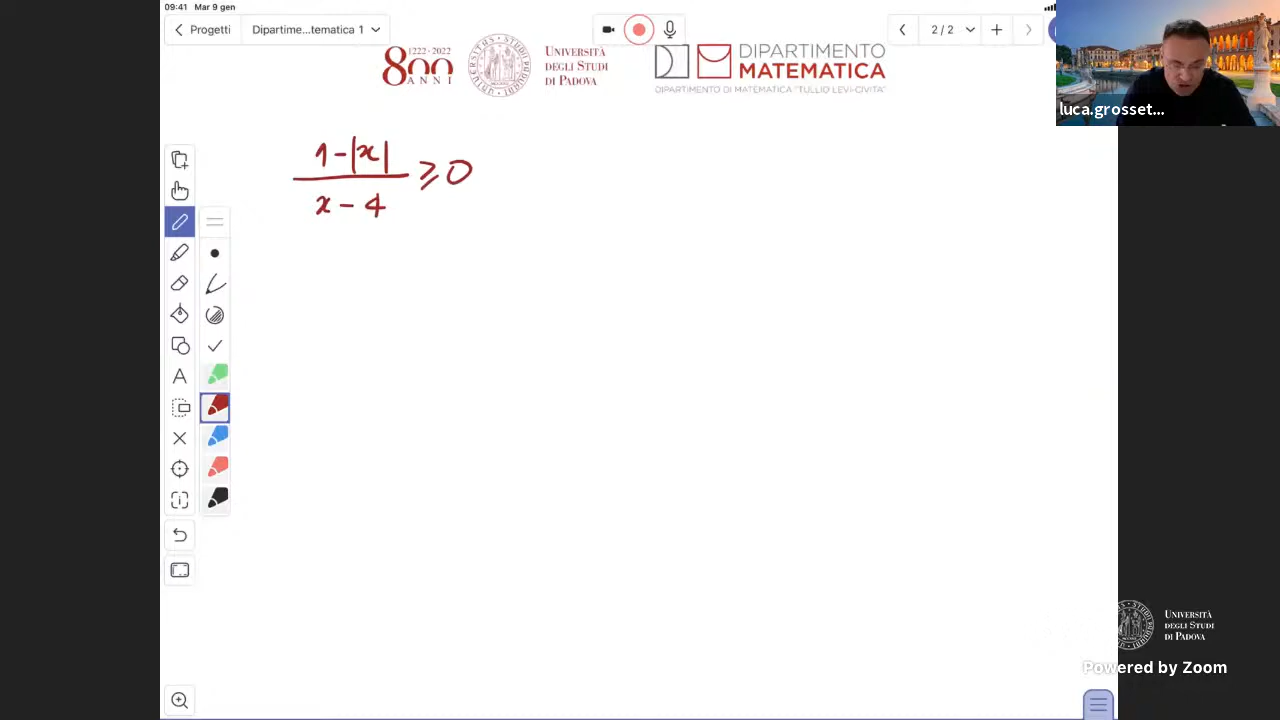 09:41 Mar 9 gen
Progetti
Dipartime...tematica 1
2 / 2
1222·2022
800
ANNI
UNIVERSITÀ
DEGLI STUDI
DI PADOVA
DIPARTIMENTO
MATEMATICA
DIPARTIMENTO DI MATEMATICA "TULLIO LEVI-CIVITA"
luca.grosset...
1-|x|
≥0
x-4
A
UNIVERSITÀ
DEGLI STUDI
DI PADOVA
Powered by Zoom